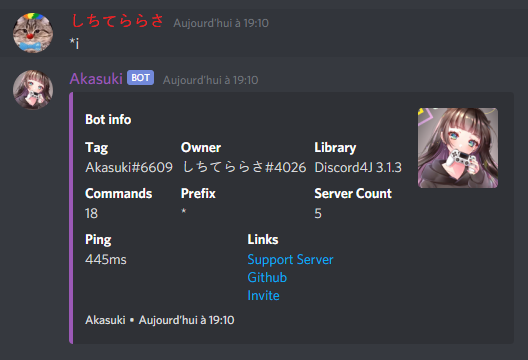 しちてららさ Aujourd'hui à 19:10
*i
Akasuki BOT Aujourd'hui à 19:10
Bot info
Tag Owner Library
Akasuki#6609 しちてららさ#4026 Discord4J 3.1.3
Commands Prefix Server Count
18 * 5
Ping Links
445ms Support Server
Github
Invite
Akasuki • Aujourd'hui à 19:10